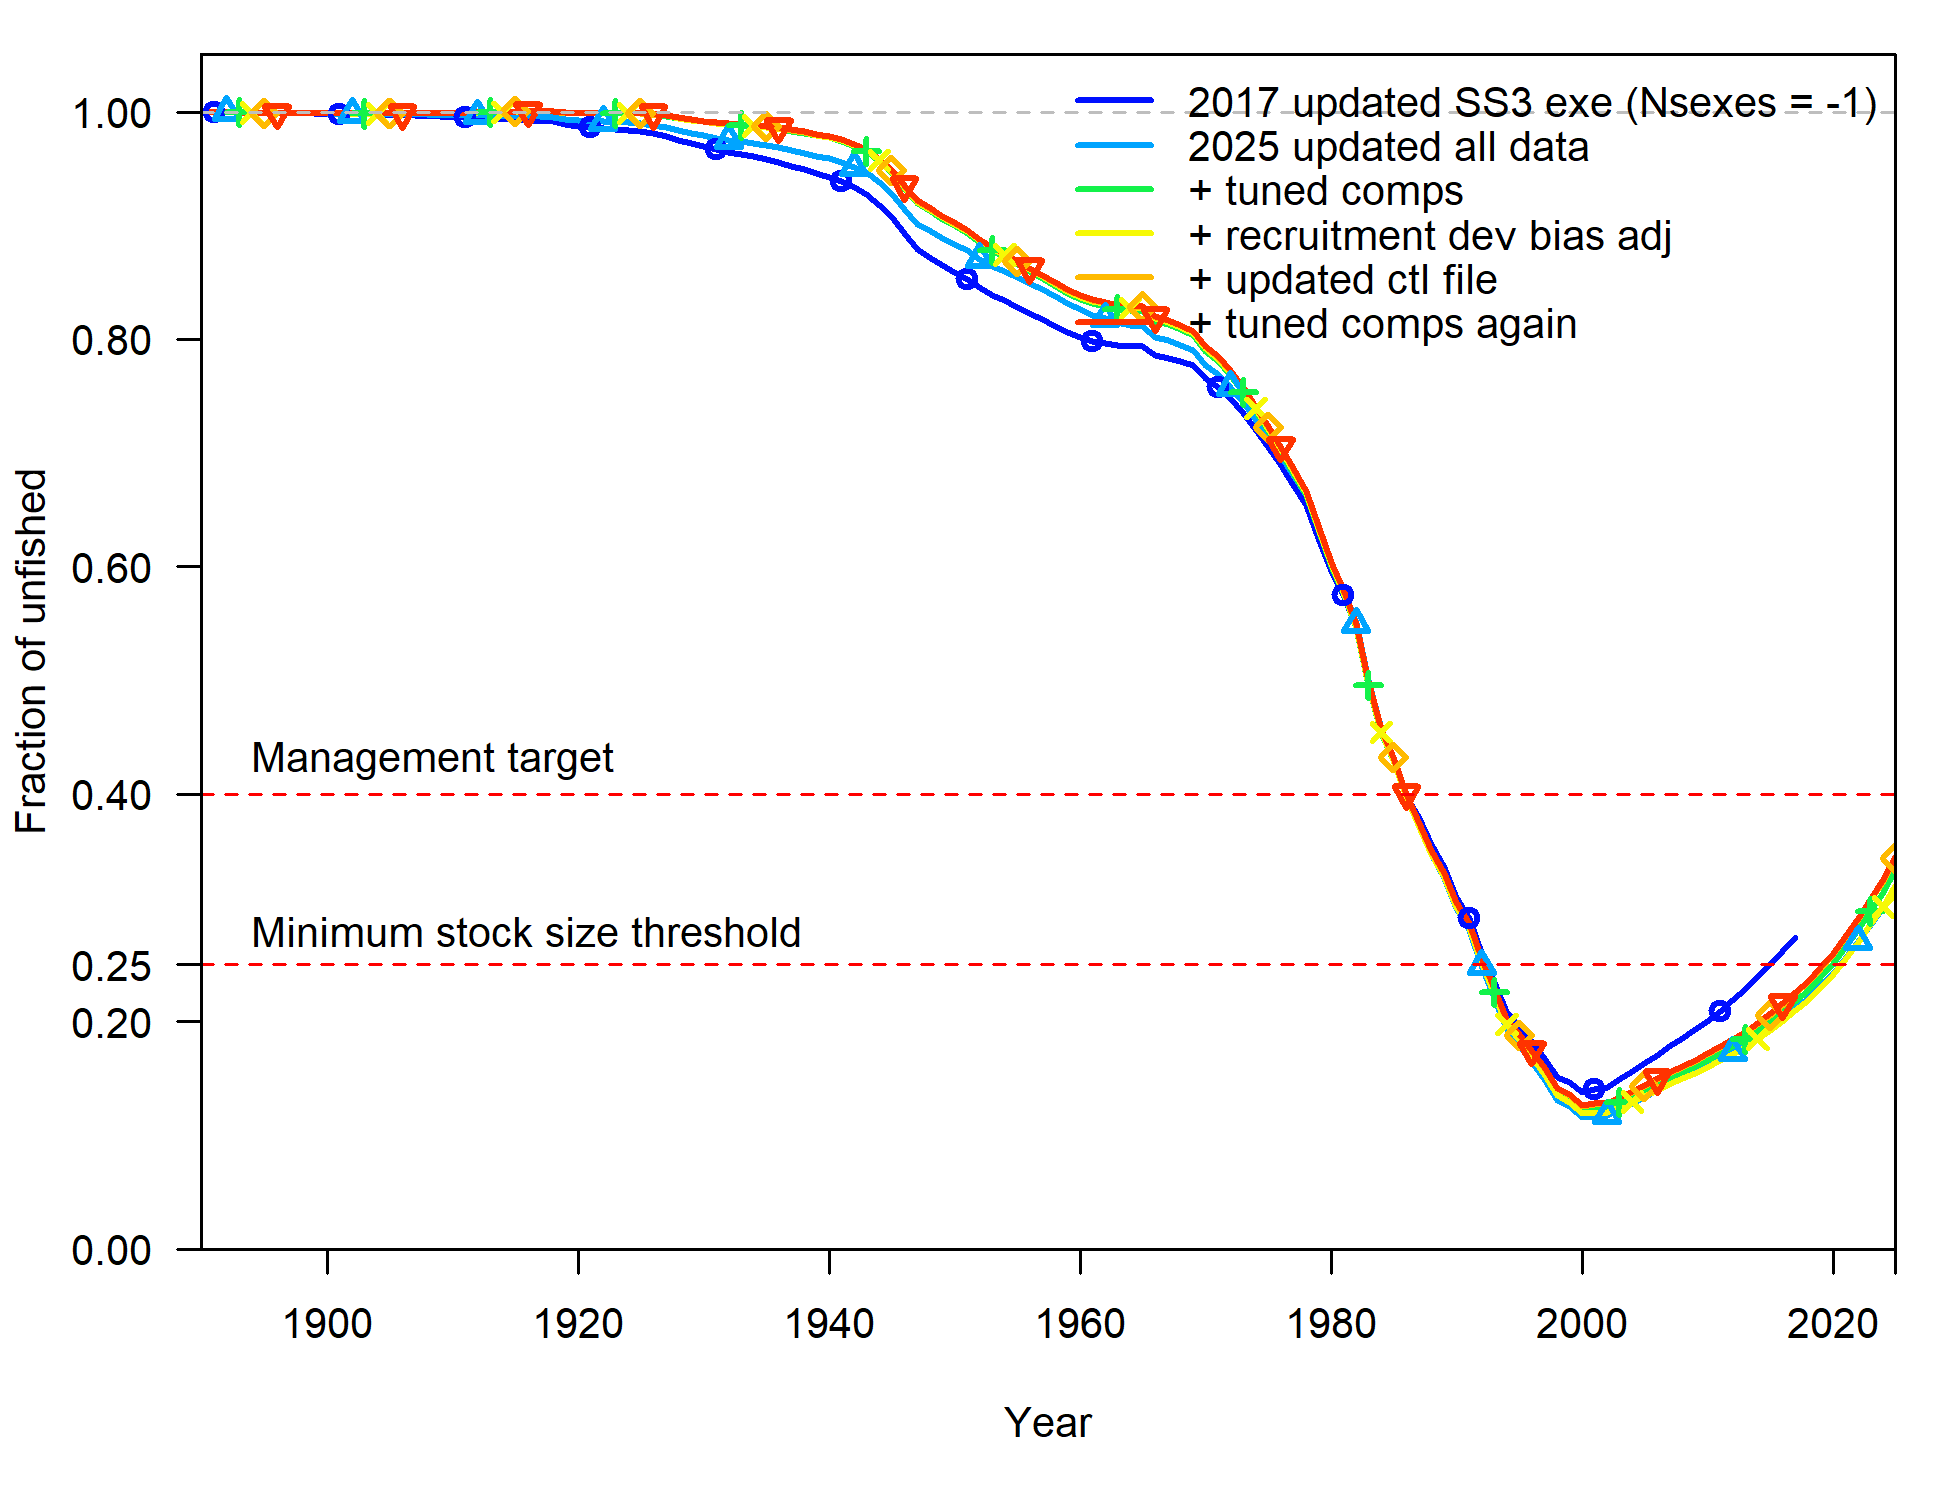 2017 updated SS3 exe (Nsexes = -1)
2025 updated all data
+ tuned comps
+ recruitment dev bias adj
+ updated ctl file
+ tuned comps again
Fraction of unfished
1.00
0.80
0.60
0.40
0.25
0.20
0.00
Management target
Minimum stock size threshold
1900
1920
1940
1960
1980
2000
2020
Year